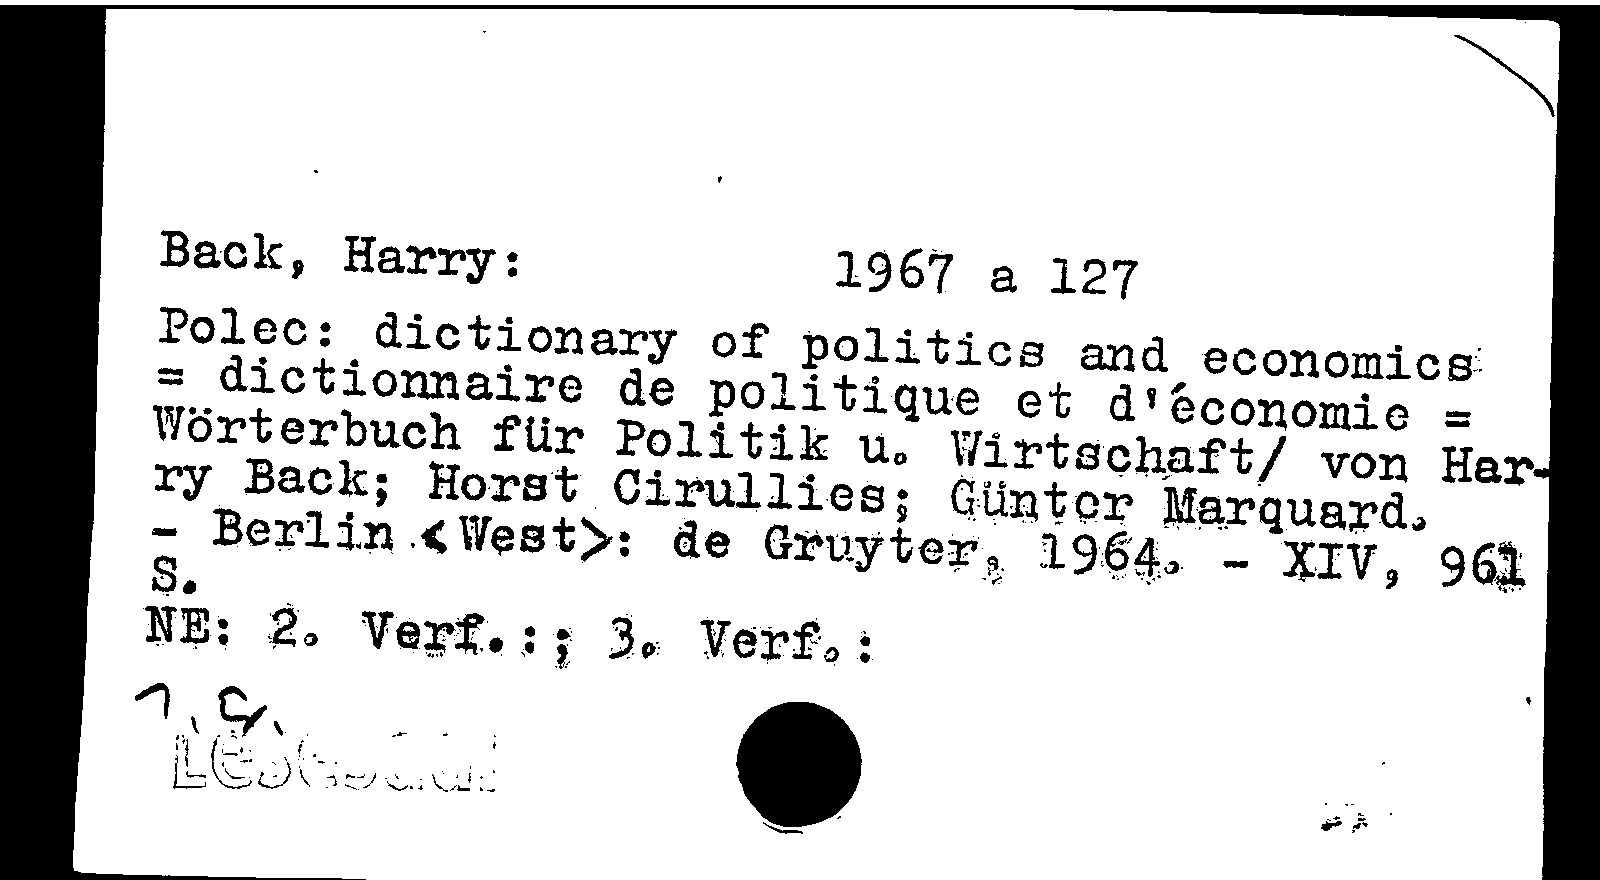 Back, Harry: 1967 a 127
Polec: dictionary of politics and economics
= dictionnaire de politique et d'économie =
Wörterbuch für Politik u. Wirtschaft/ von Har-
ry Back; Horst Cirullies; Günter Marquard.
- Berlin <West>: de Gruyter, 1964. - XIV, 961
S.
NE: 2. Verf.:; 3. Verf.:
Lesesaal